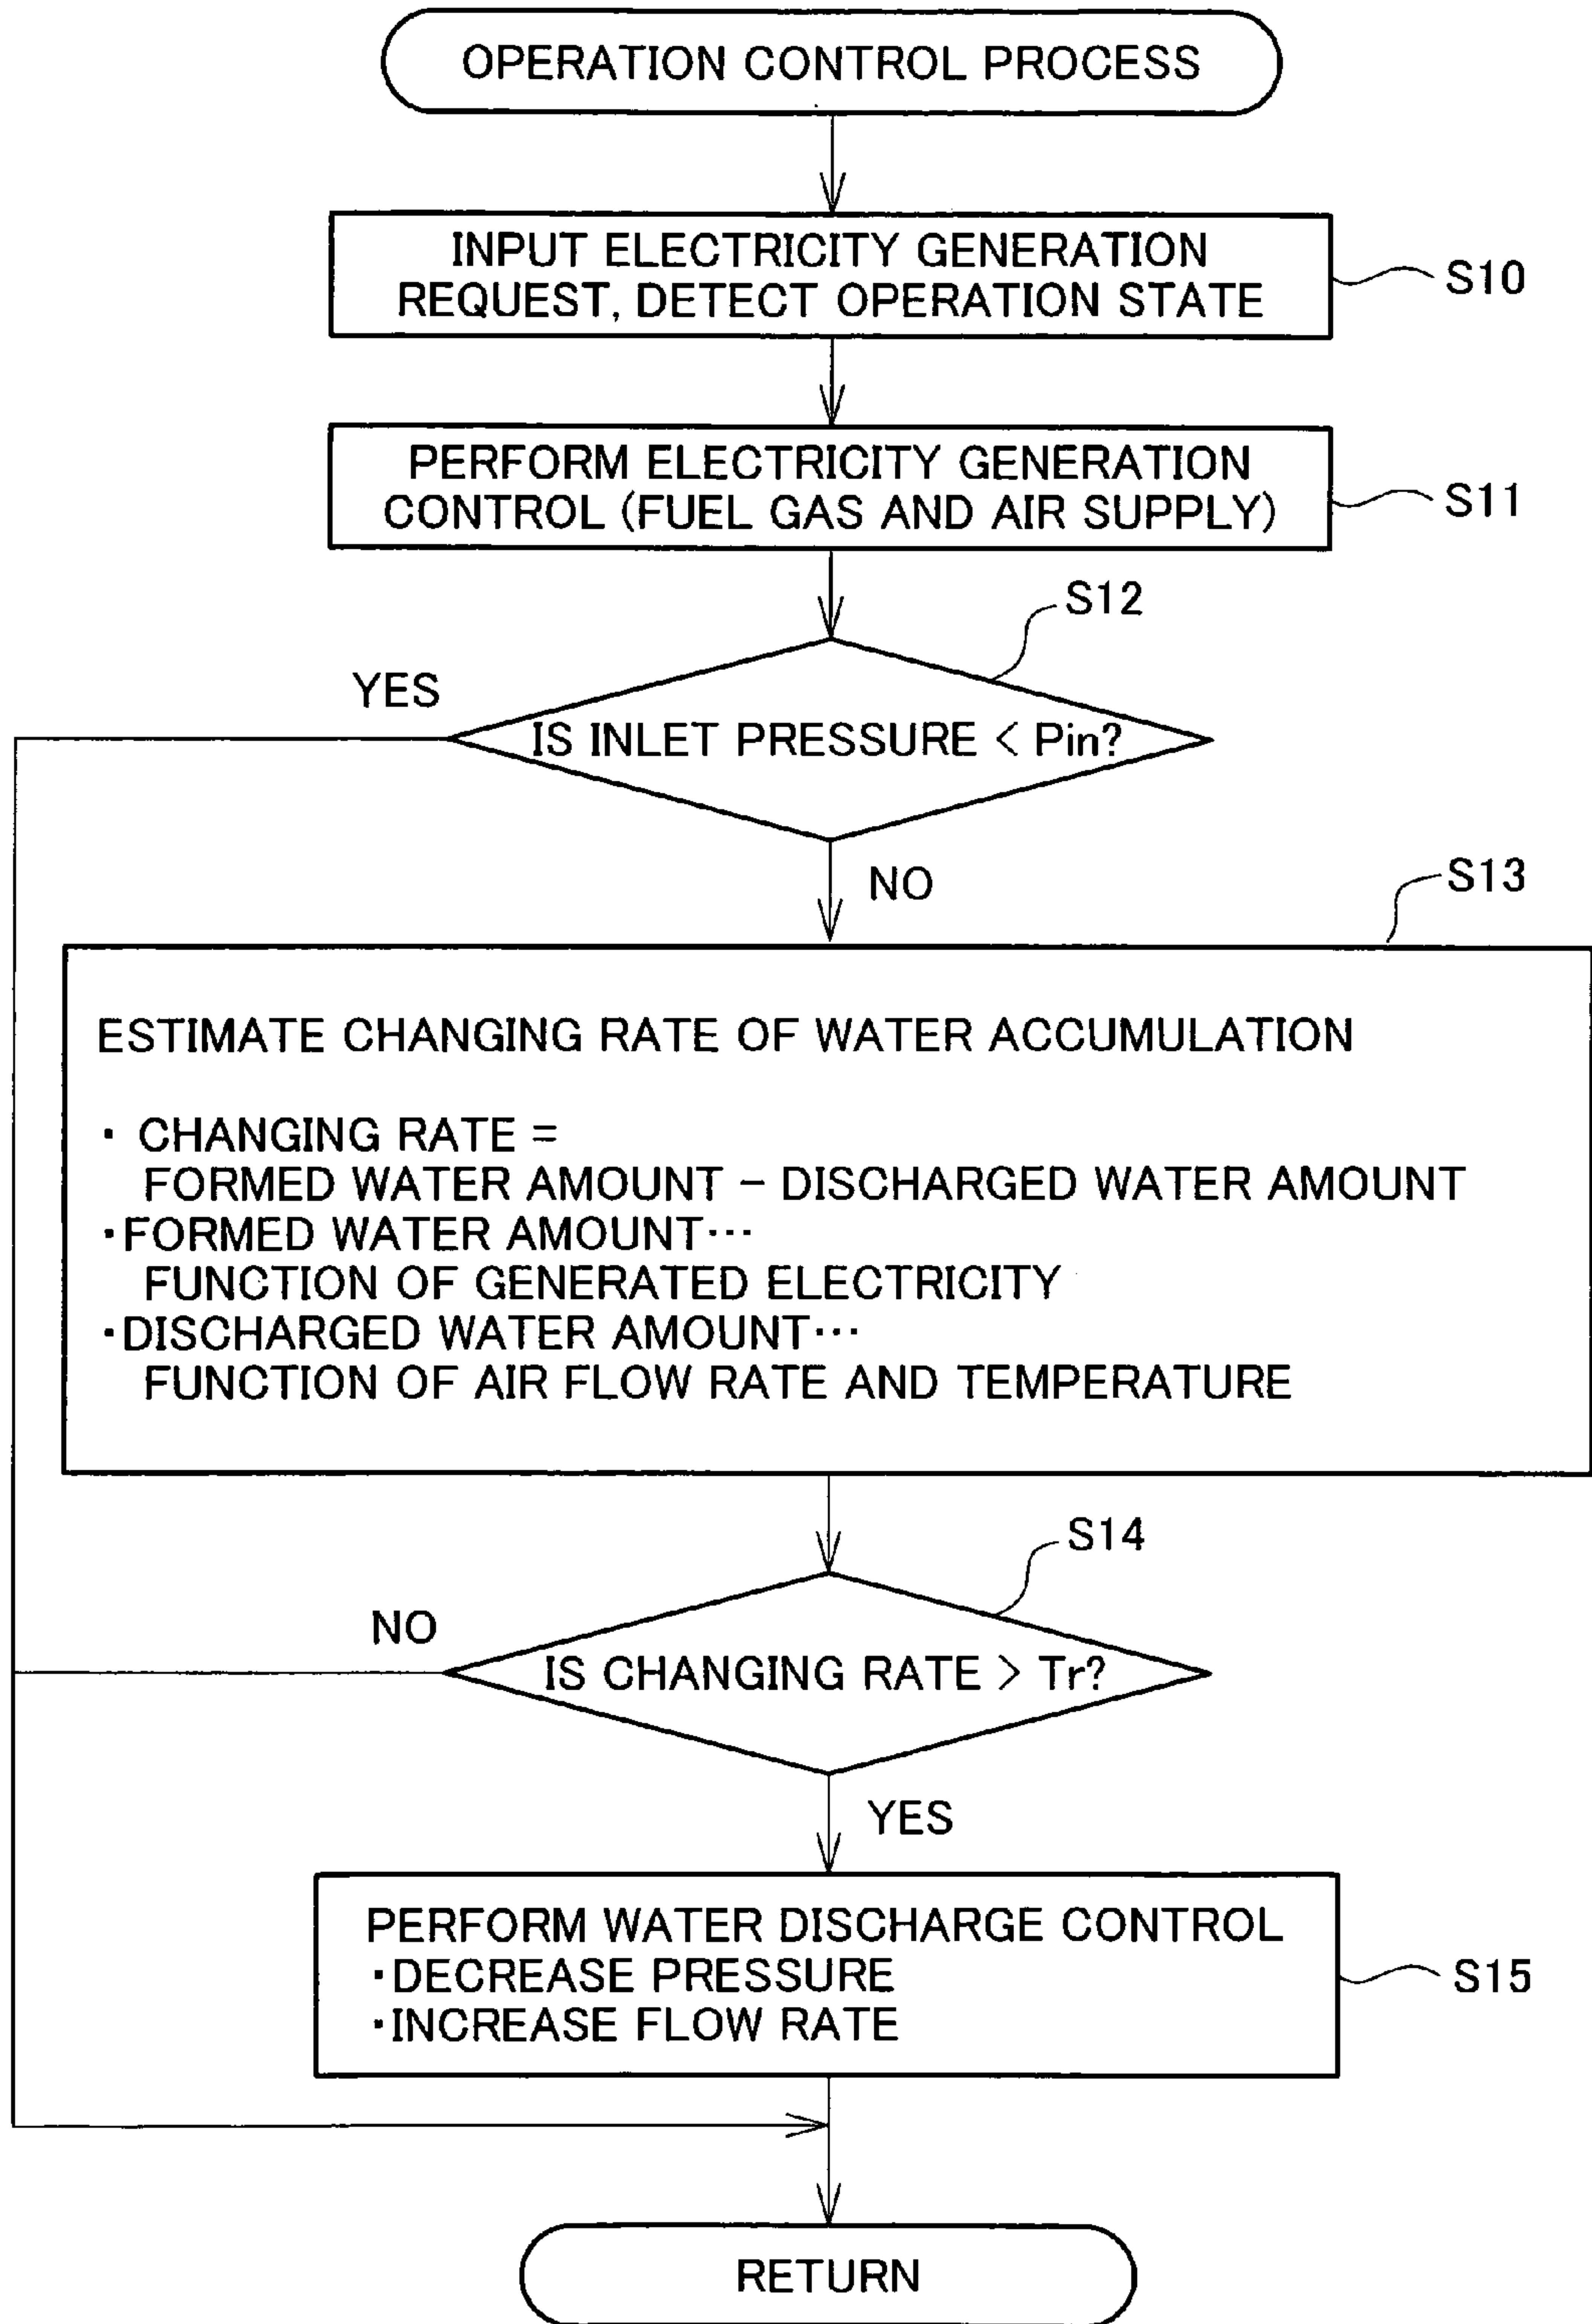 OPERATION CONTROL PROCESS
INPUT ELECTRICITY GENERATION
REQUEST, DETECT OPERATION STATE
S10
PERFORM ELECTRICITY GENERATION
CONTROL (FUEL GAS AND AIR SUPPLY)
S11
S12
YES
IS INLET PRESSURE < Pin?
NO
S13
ESTIMATE CHANGING RATE OF WATER ACCUMULATION
・ CHANGING RATE =
FORMED WATER AMOUNT − DISCHARGED WATER AMOUNT
・FORMED WATER AMOUNT⋯
FUNCTION OF GENERATED ELECTRICITY
・DISCHARGED WATER AMOUNT⋯
FUNCTION OF AIR FLOW RATE AND TEMPERATURE
S14
NO
IS CHANGING RATE > Tr?
YES
PERFORM WATER DISCHARGE CONTROL
・DECREASE PRESSURE
・INCREASE FLOW RATE
S15
RETURN